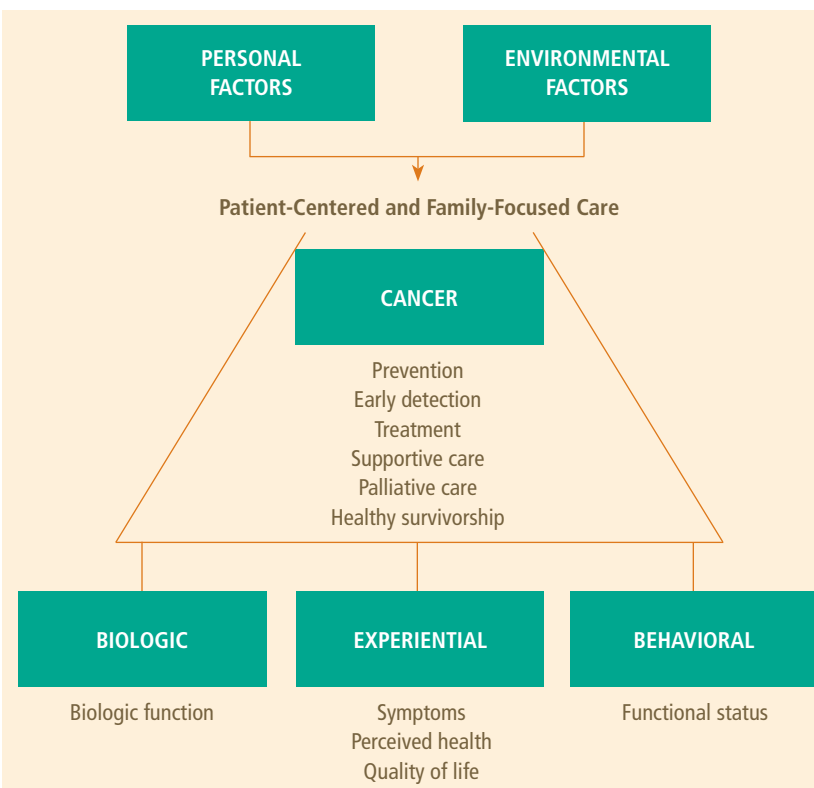 PERSONAL
FACTORS
ENVIRONMENTAL
FACTORS
Patient-Centered and Family-Focused Care
CANCER
Prevention
Early detection
Treatment
Supportive care
Palliative care
Healthy survivorship
BIOLOGIC
Biologic function
EXPERIENTIAL
Symptoms
Perceived health
Quality of life
BEHAVIORAL
Functional status